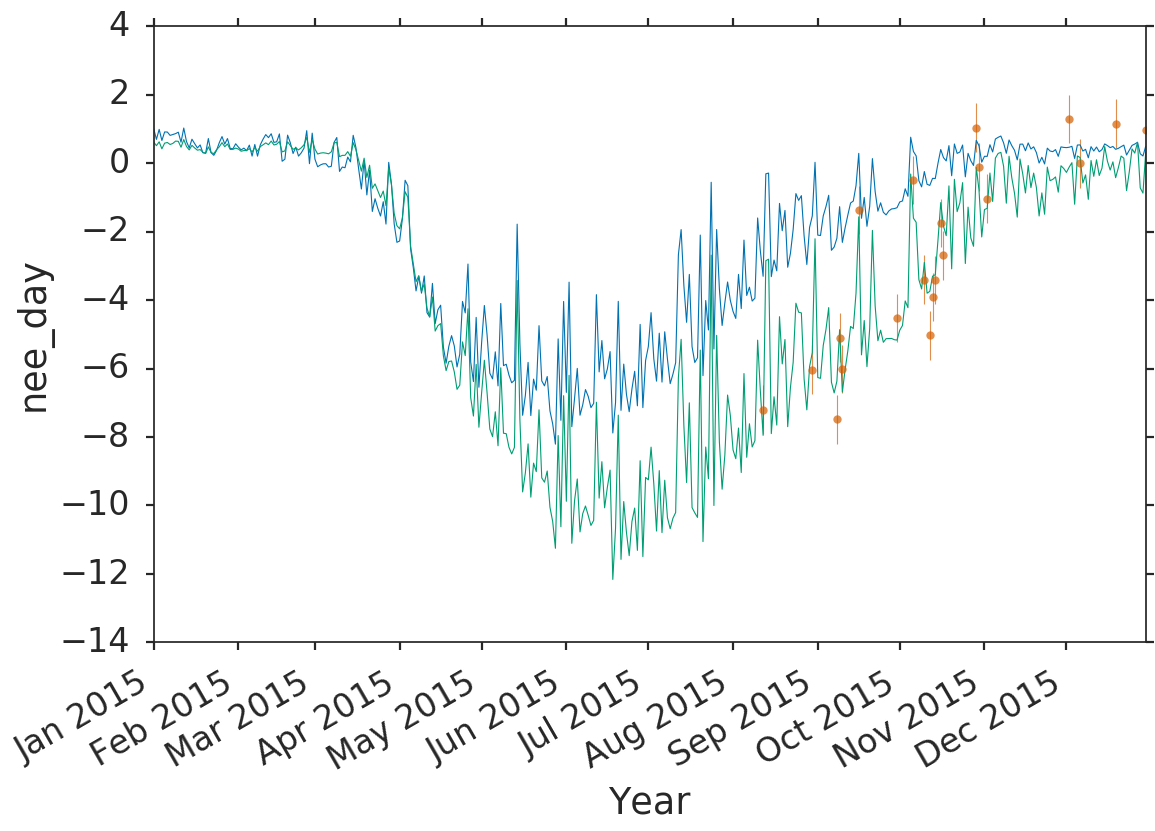 4
2
0
−2
−4
−6
−8
−10
−12
−14
nee_day
Jan 2015
Feb 2015
Mar 2015
Apr 2015
May 2015
Jun 2015
Jul 2015
Aug 2015
Sep 2015
Oct 2015
Nov 2015
Dec 2015
Year